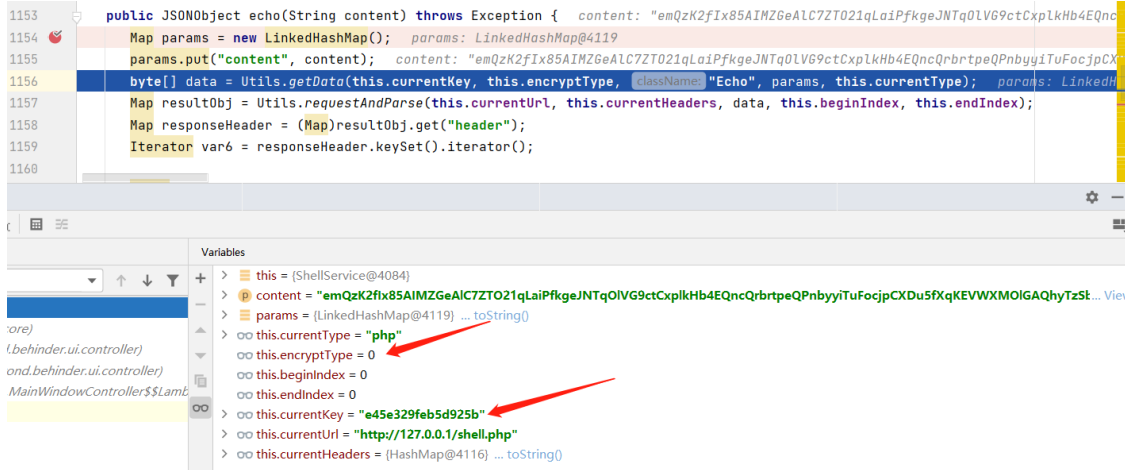 1153 public JSONObject echo(String content) throws Exception { content: "emQzK2fIx85AIMZGeAlC7ZTO21qLaiPfkgeJNTqOlVG9ctCxplkHb4EQnc
1154 Map params = new LinkedHashMap(); params: LinkedHashMap@4119
1155 params.put("content", content); content: "emQzK2fIx85AIMZGeAlC7ZTO21qLaiPfkgeJNTqOlVG9ctCxplkHb4EQncQrbrtpeQPnbyyiTuFocjpCX
1156 byte[] data = Utils.getData(this.currentKey, this.encryptType, className: "Echo", params, this.currentType); params: LinkedH
1157 Map resultObj = Utils.requestAndParse(this.currentUrl, this.currentHeaders, data, this.beginIndex, this.endIndex);
1158 Map responseHeader = (Map)resultObj.get("header");
1159 Iterator var6 = responseHeader.keySet().iterator();
1160
Variables
this = {ShellService@4084}
content = "emQzK2fIx85AIMZGeAlC7ZTO21qLaiPfkgeJNTqOlVG9ctCxplkHb4EQncQrbrtpeQPnbyyiTuFocjpCXDu5fXqKEVWXMOlGAQhyTzSt... View
params = {LinkedHashMap@4119} ... toString()
this.currentType = "php"
core)
this.encryptType = 0
d.behinder.ui.controller)
this.beginIndex = 0
ond.behinder.ui.controller)
this.endIndex = 0
MainWindowController$$Lamb
this.currentKey = "e45e329feb5d925b"
this.currentUrl = "http://127.0.0.1/shell.php"
this.currentHeaders = {HashMap@4116} ... toString()